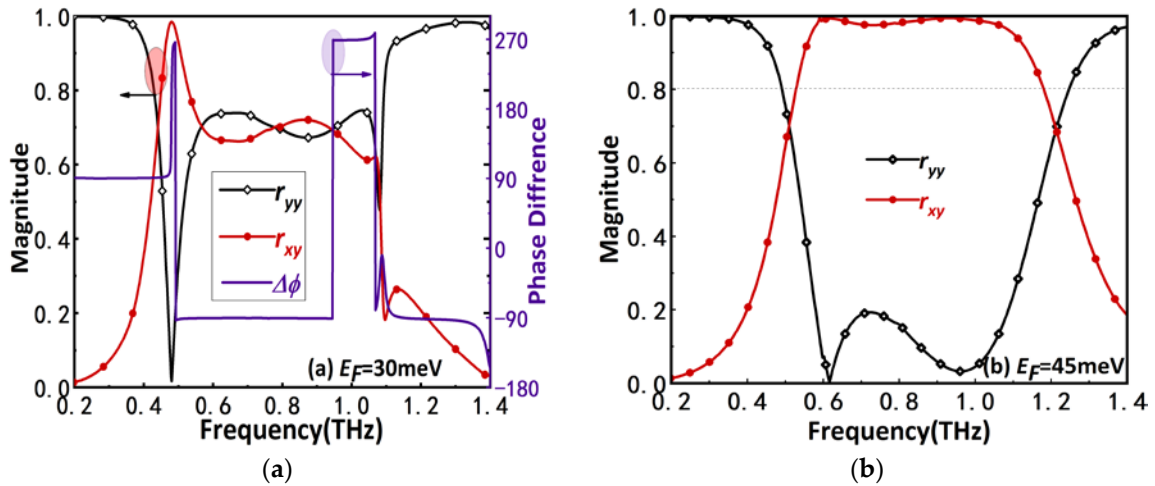 (a)
1.0
0.8
0.6
0.4
0.2
0.0
Magnitude
r_yy
r_xy
Δϕ
(a) E_F=30meV
270
180
90
0
-90
-180
Phase Diffrence
0.2 0.4 0.6 0.8 1.0 1.2 1.4
Frequency(THz)
(a)
(b)
1.0
0.8
0.6
0.4
0.2
0.0
Magnitude
r_yy
r_xy
(b) E_F=45meV
0.2 0.4 0.6 0.8 1.0 1.2 1.4
Frequency(THz)
(b)